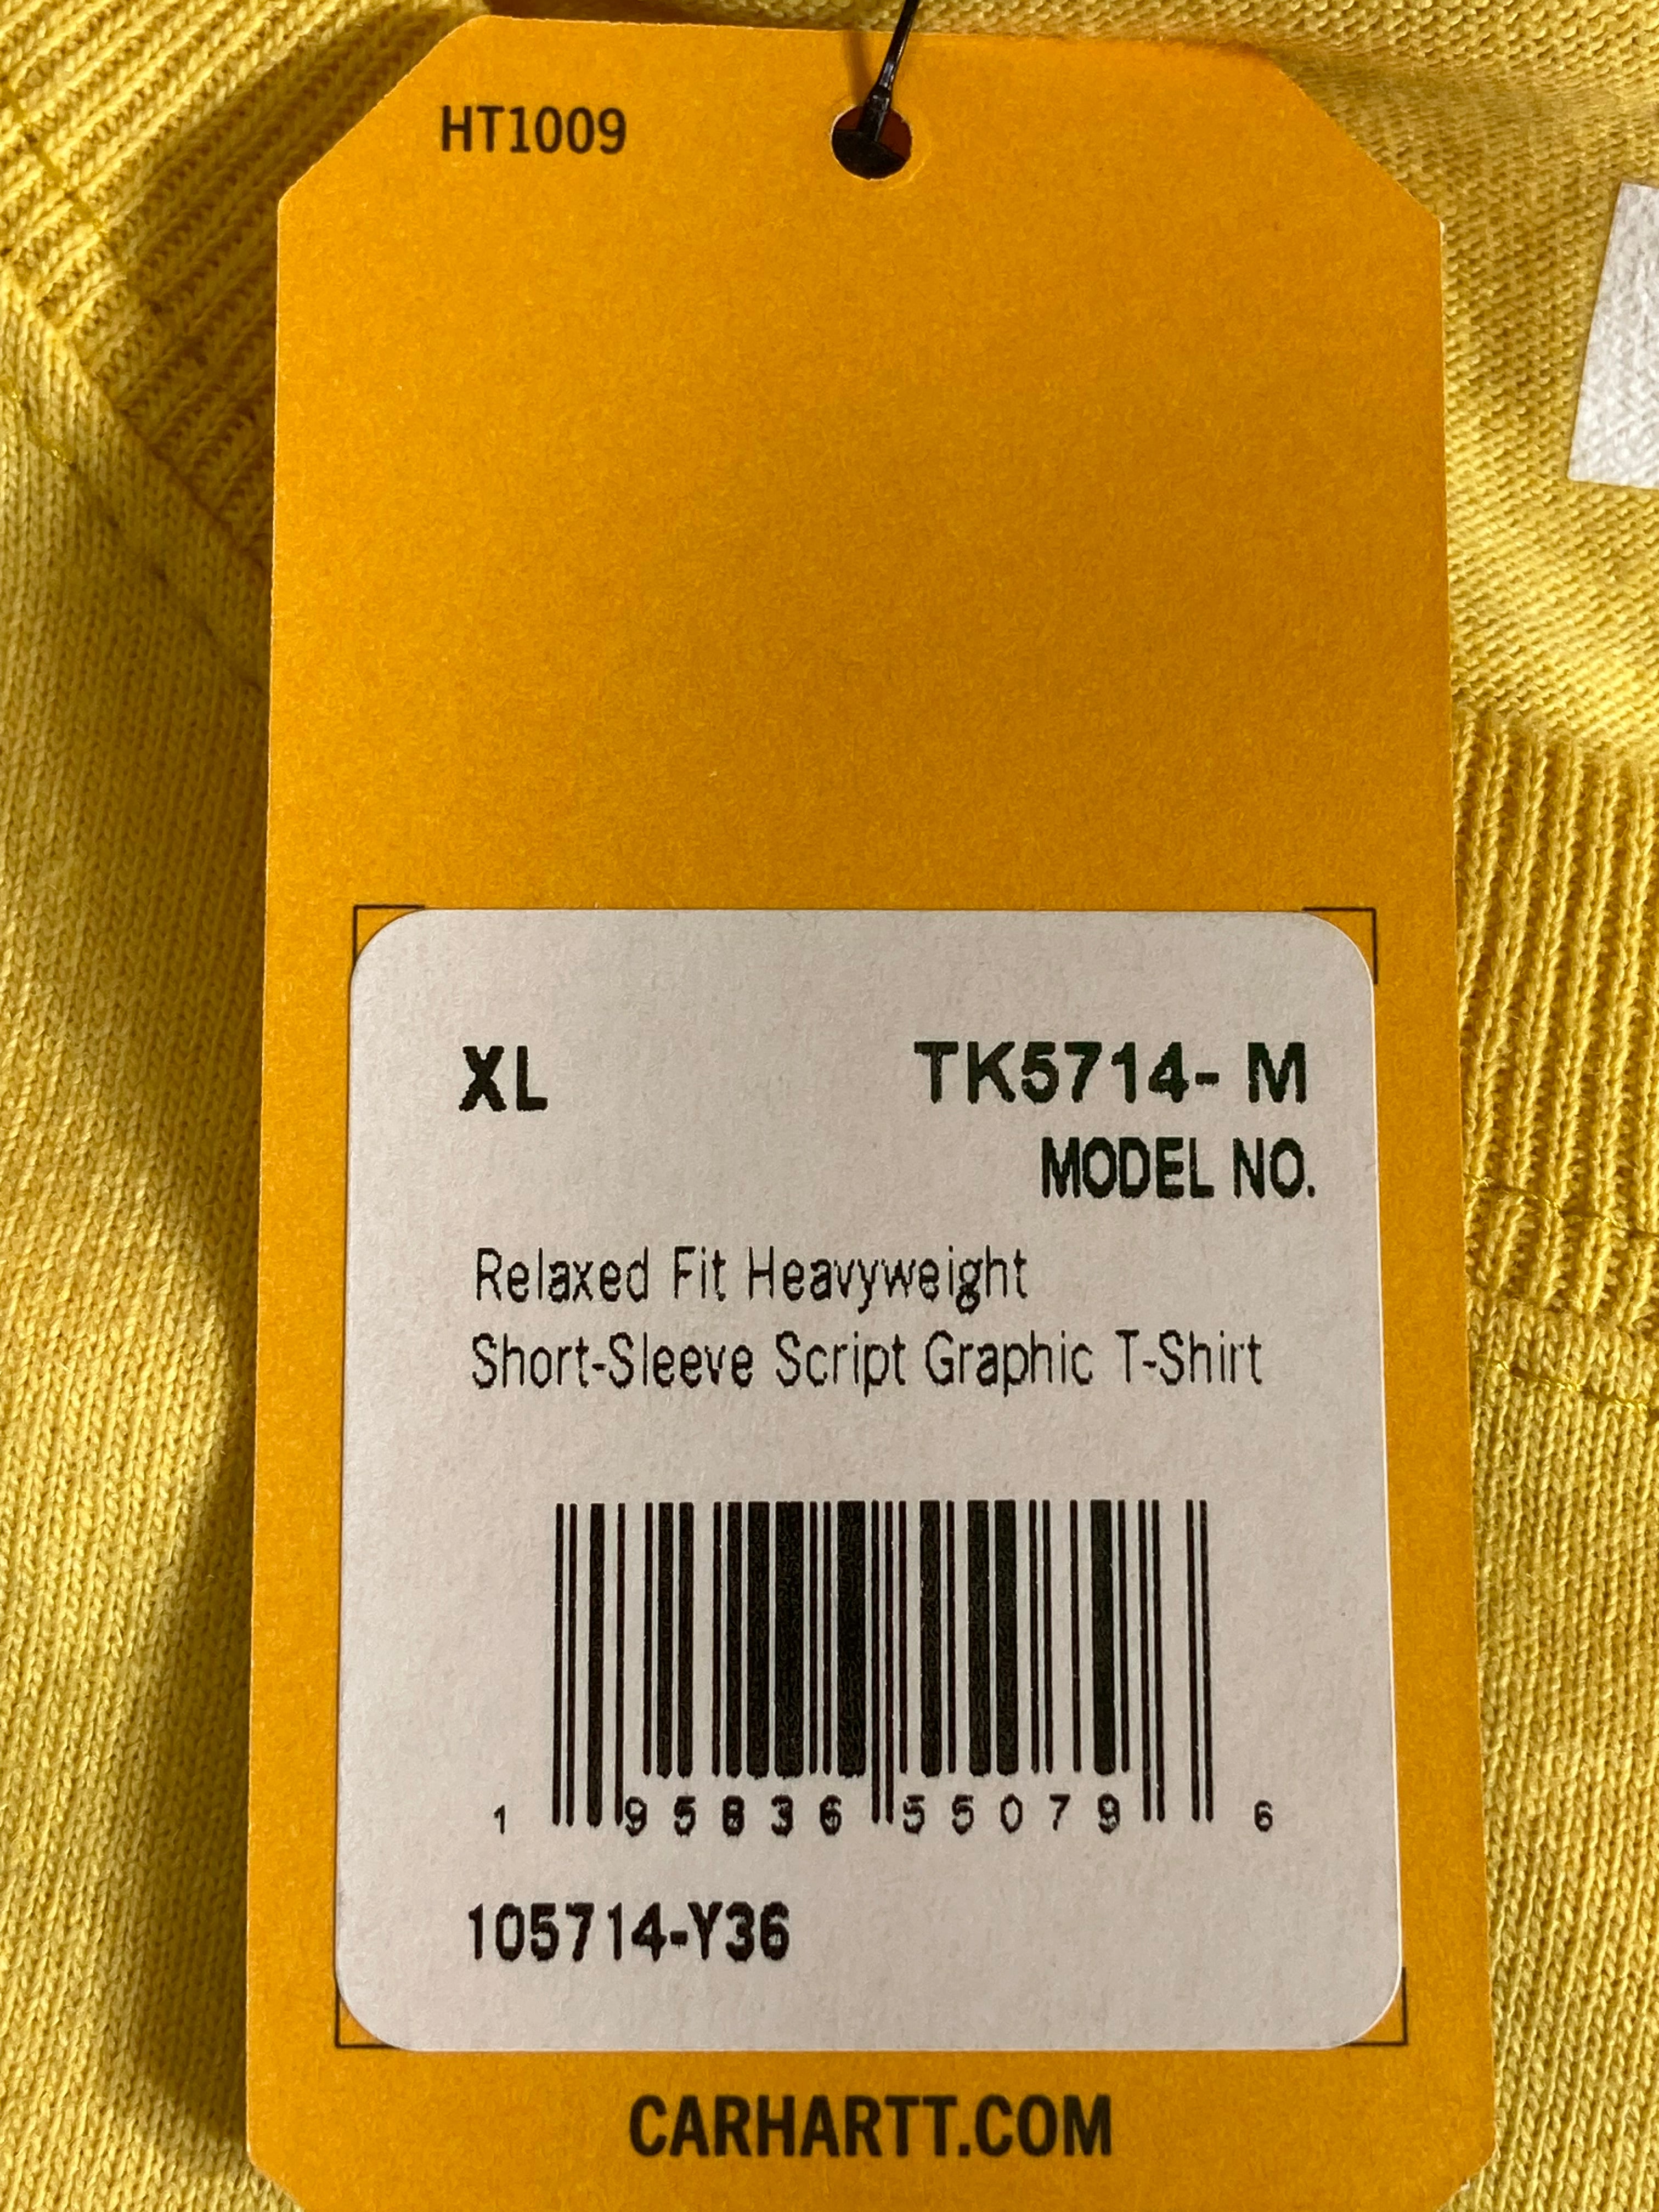 HT1009
XL TK5714- M
MODEL NO.
Relaxed Fit Heavyweight
Short-Sleeve Script Graphic T-Shirt
1 95836 55079 6
105714-Y36
CARHARTT.COM